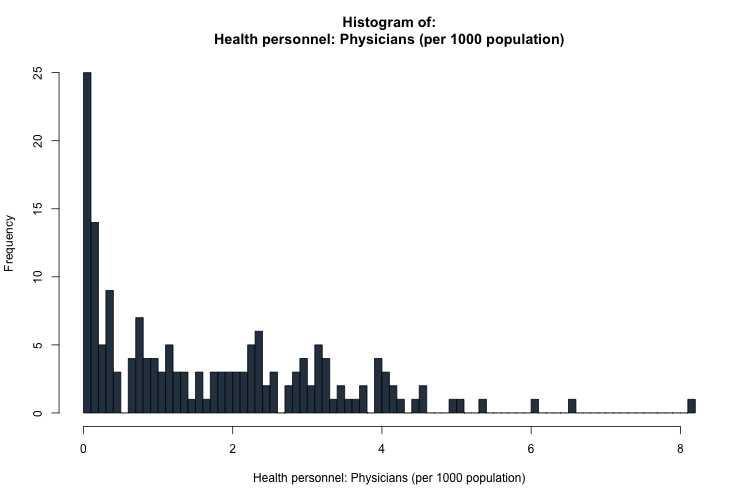 Histogram of:
Health personnel: Physicians (per 1000 population)
25
20
15
10
5
0
Frequency
0 2 4 6 8
Health personnel: Physicians (per 1000 population)